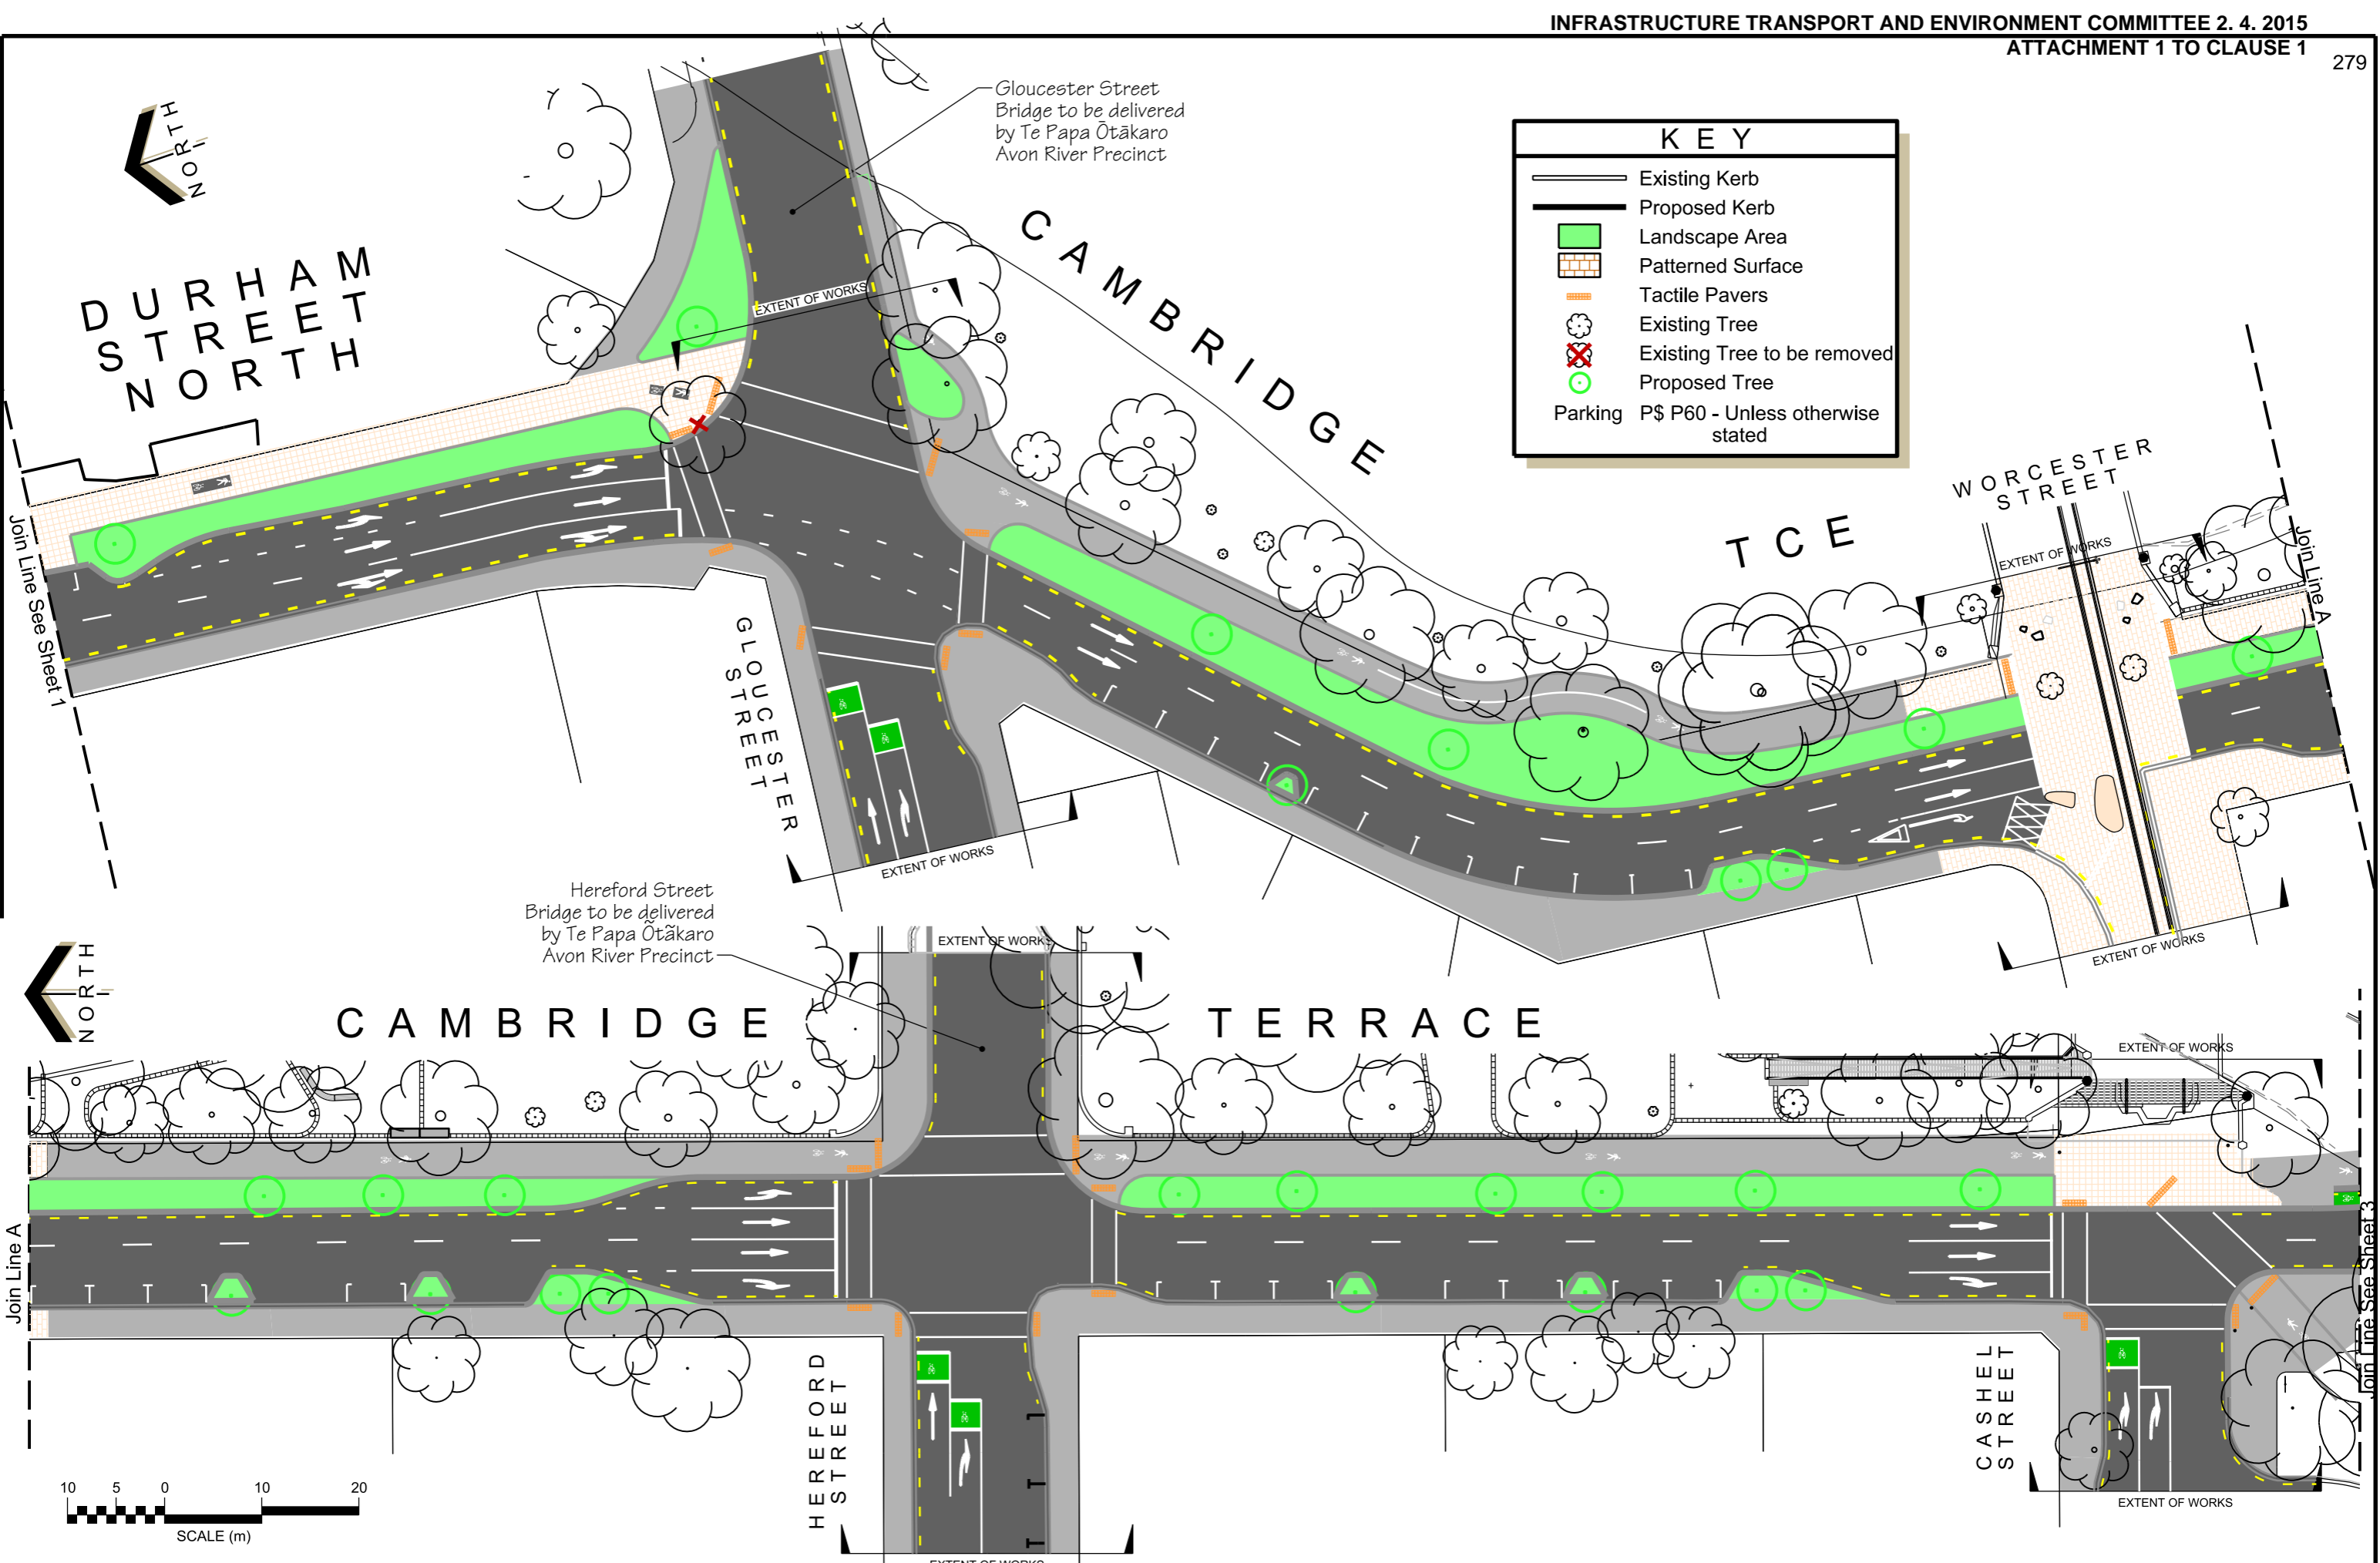 INFRASTRUCTURE TRANSPORT AND ENVIRONMENT COMMITTEE 2. 4. 2015
ATTACHMENT 1 TO CLAUSE 1
279
NORTH
Gloucester Street
Bridge to be delivered
by Te Papa Ōtākaro
Avon River Precinct
KEY
Existing Kerb
Proposed Kerb
Landscape Area
Patterned Surface
Tactile Pavers
Existing Tree
Existing Tree to be removed
Proposed Tree
Parking P$ P60 - Unless otherwise
stated
DURHAM
STREET
NORTH
CAMBRIDGE
TCE
WORCESTER
STREET
EXTENT OF WORKS
EXTENT OF WORKS
Join Line See Sheet 1
Join Line A
GLOUCESTER
STREET
EXTENT OF WORKS
EXTENT OF WORKS
Hereford Street
Bridge to be delivered
by Te Papa Õtãkaro
Avon River Precinct
NORTH
EXTENT OF WORKS
CAMBRIDGE
TERRACE
EXTENT OF WORKS
Join Line A
Join Line See Sheet 3
HEREFORD
STREET
CASHEL
STREET
EXTENT OF WORKS
10 5 0 10 20
SCALE (m)
EXTENT OF WORKS